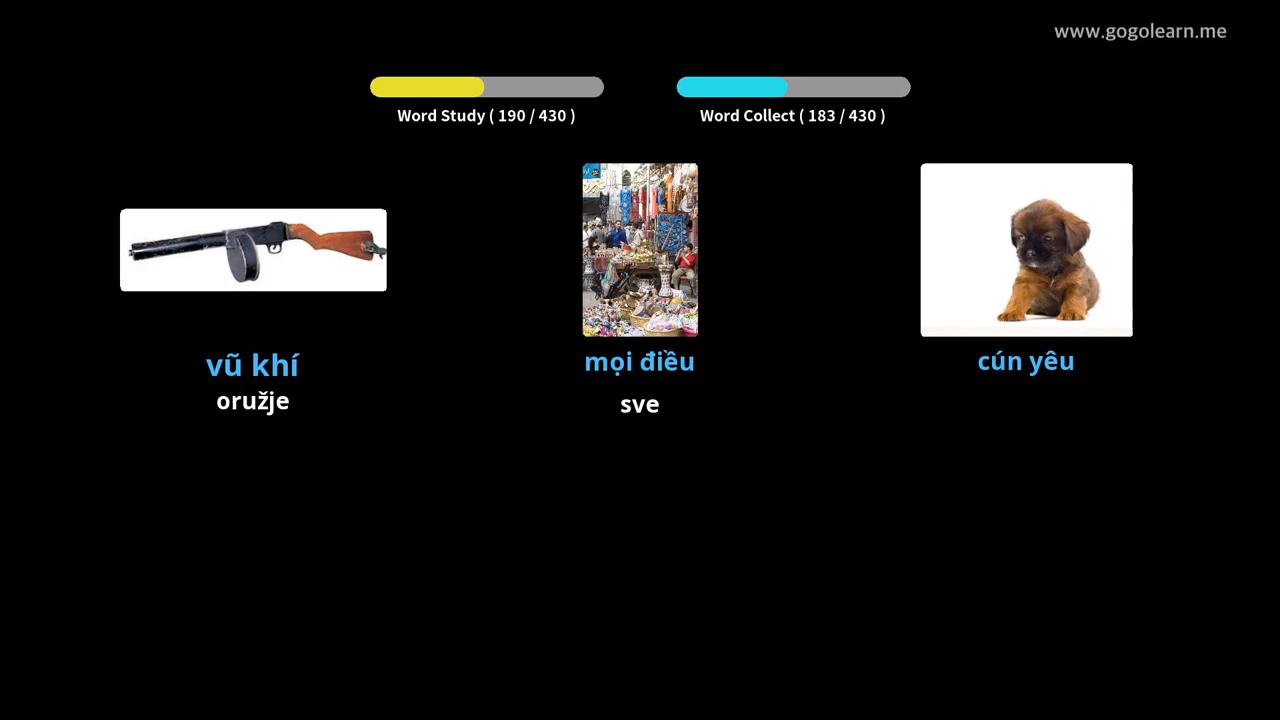 www.gogolearn.me
Word Study ( 190 / 430 )
Word Collect ( 183 / 430 )
vũ khí
oružje
mọi điều
sve
cún yêu